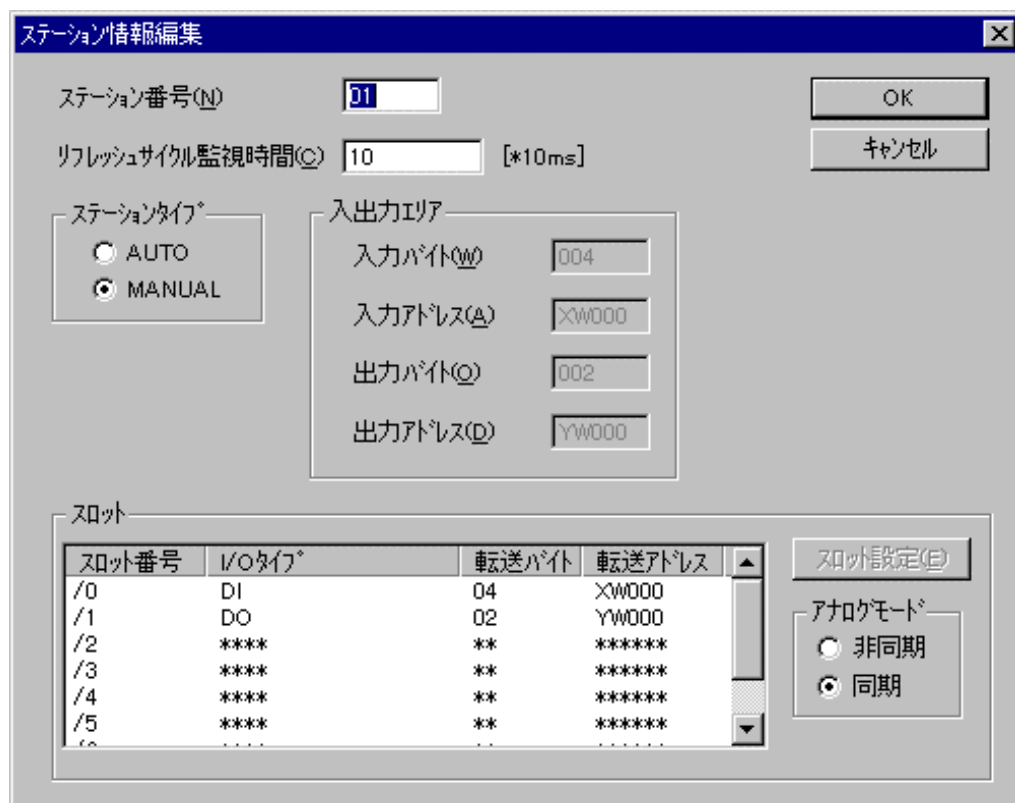 ステーション情報編集
ステーション番号(N) 01
OK
リフレッシュサイクル監視時間(C) 10 [*10ms]
キャンセル
ステーションタイプ
AUTO
MANUAL
入出力エリア
入力バイト(W) 004
入力アドレス(A) XW000
出力バイト(O) 002
出力アドレス(D) YW000
スロット
スロット番号 I/Oタイプ 転送バイト 転送アドレス
/0 DI 04 XW000
/1 DO 02 YW000
/2 **** ** ******
/3 **** ** ******
/4 **** ** ******
/5 **** ** ******
スロット設定(E)
アナログモード
非同期
同期